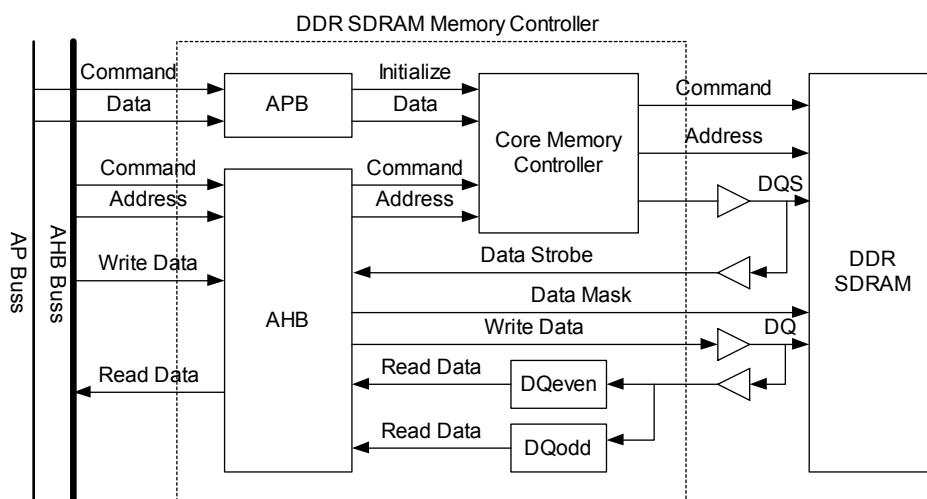 DDR SDRAM Memory Controller
Command
Data
APB
Initialize
Data
Core Memory
Controller
Command
Address
DQS
Command
Address
Command
Address
Data Strobe
Write Data
AHB
Data Mask
Write Data
DQ
DDR
SDRAM
Read Data
Read Data
DQeven
Read Data
DQodd
AP Buss
AHB Buss